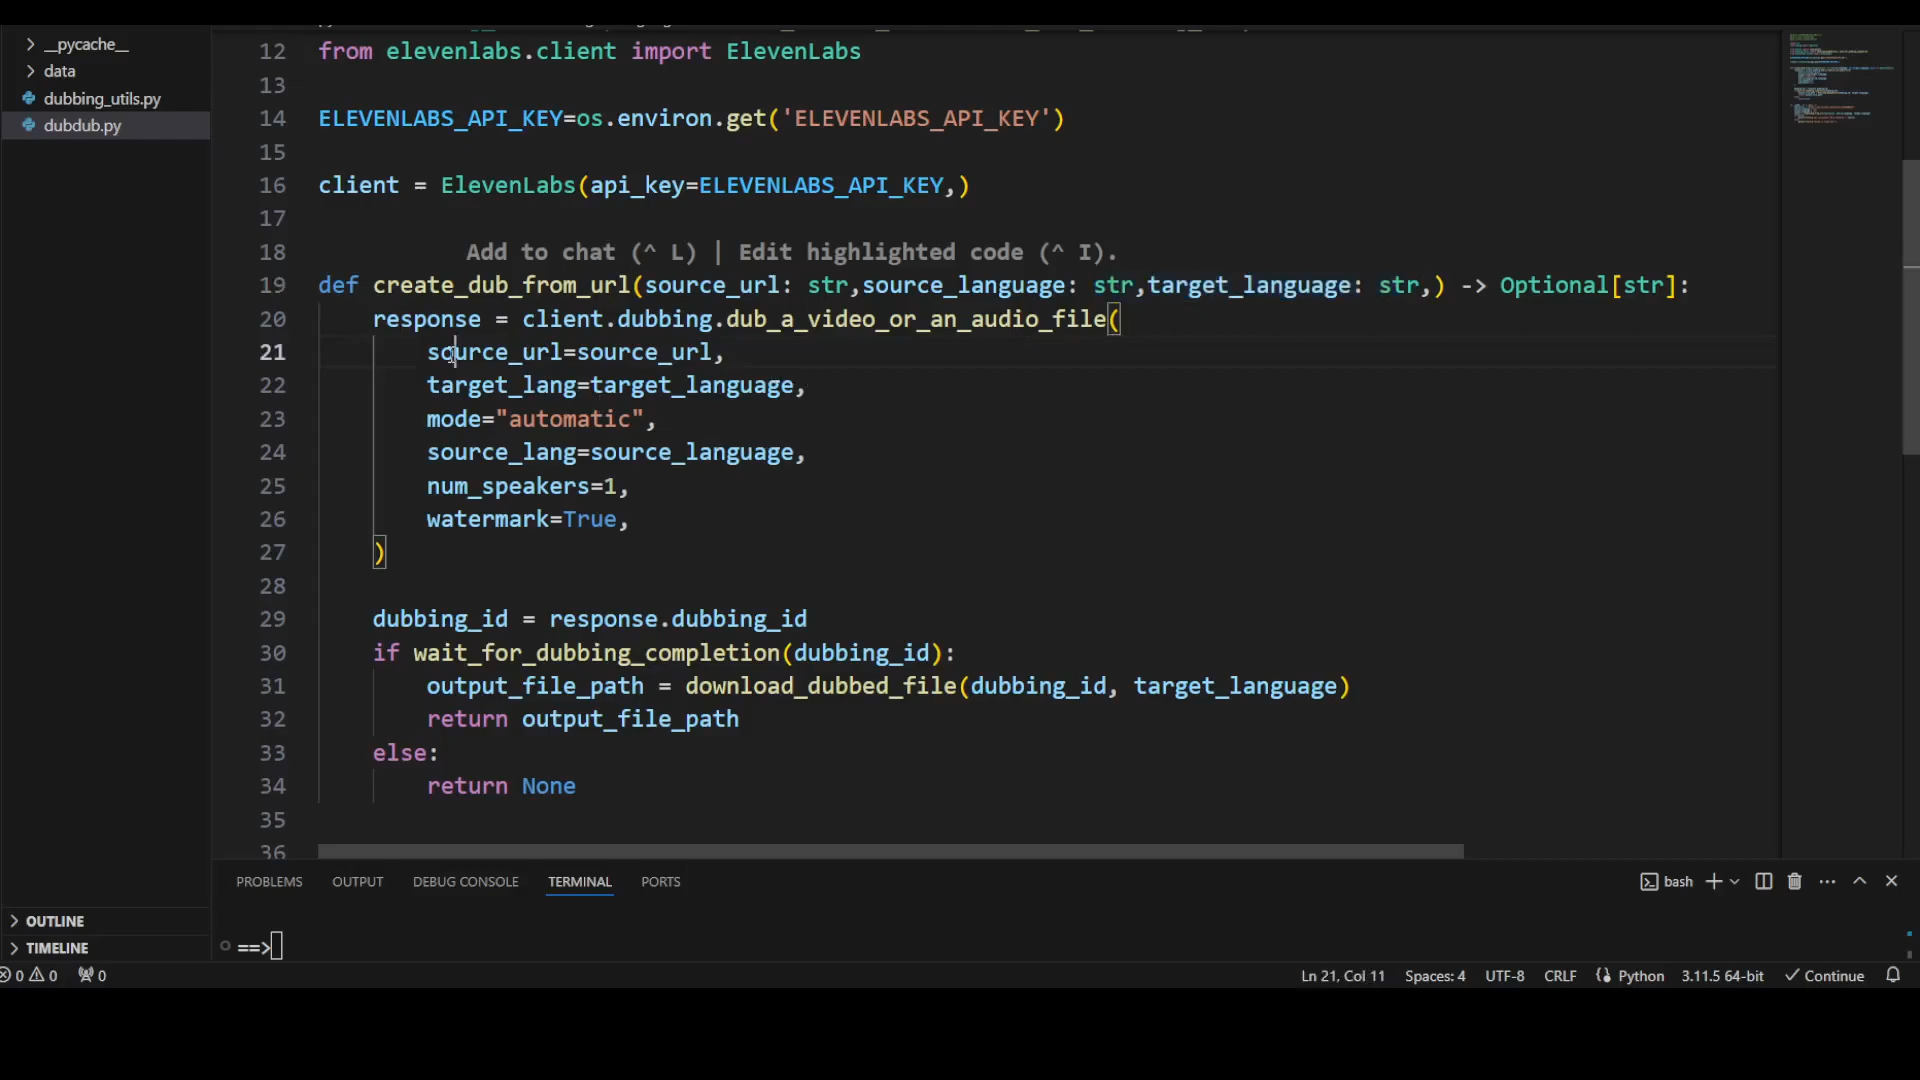 __pycache__
data
dubbing_utils.py
dubdub.py
OUTLINE
TIMELINE
12 from elevenlabs.client import ElevenLabs
13
14 ELEVENLABS_API_KEY=os.environ.get('ELEVENLABS_API_KEY')
15
16 client = ElevenLabs(api_key=ELEVENLABS_API_KEY,)
17
18 Add to chat (^ L) | Edit highlighted code (^ I).
19 def create_dub_from_url(source_url: str,source_language: str,target_language: str,) -> Optional[str]:
20 response = client.dubbing.dub_a_video_or_an_audio_file(
21 source_url=source_url,
22 target_lang=target_language,
23 mode="automatic",
24 source_lang=source_language,
25 num_speakers=1,
26 watermark=True,
27 )
28
29 dubbing_id = response.dubbing_id
30 if wait_for_dubbing_completion(dubbing_id):
31 output_file_path = download_dubbed_file(dubbing_id, target_language)
32 return output_file_path
33 else:
34 return None
35
36
PROBLEMS OUTPUT DEBUG CONSOLE TERMINAL PORTS bash
==>
0 0 0 Ln 21, Col 11 Spaces: 4 UTF-8 CRLF Python 3.11.5 64-bit Continue